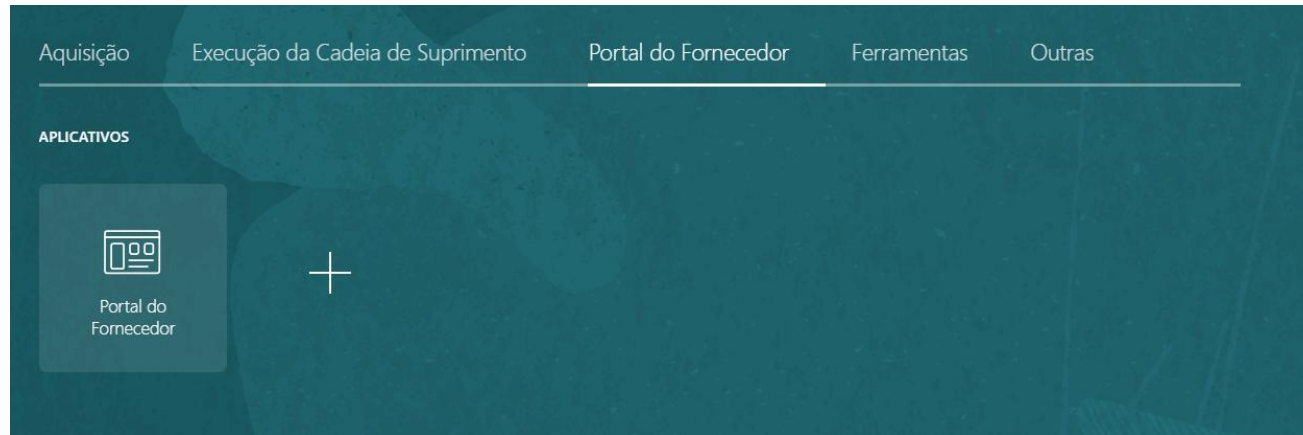 Aquisição Execução da Cadeia de Suprimento Portal do Fornecedor Ferramentas Outras
APLICATIVOS
Portal do
Fornecedor